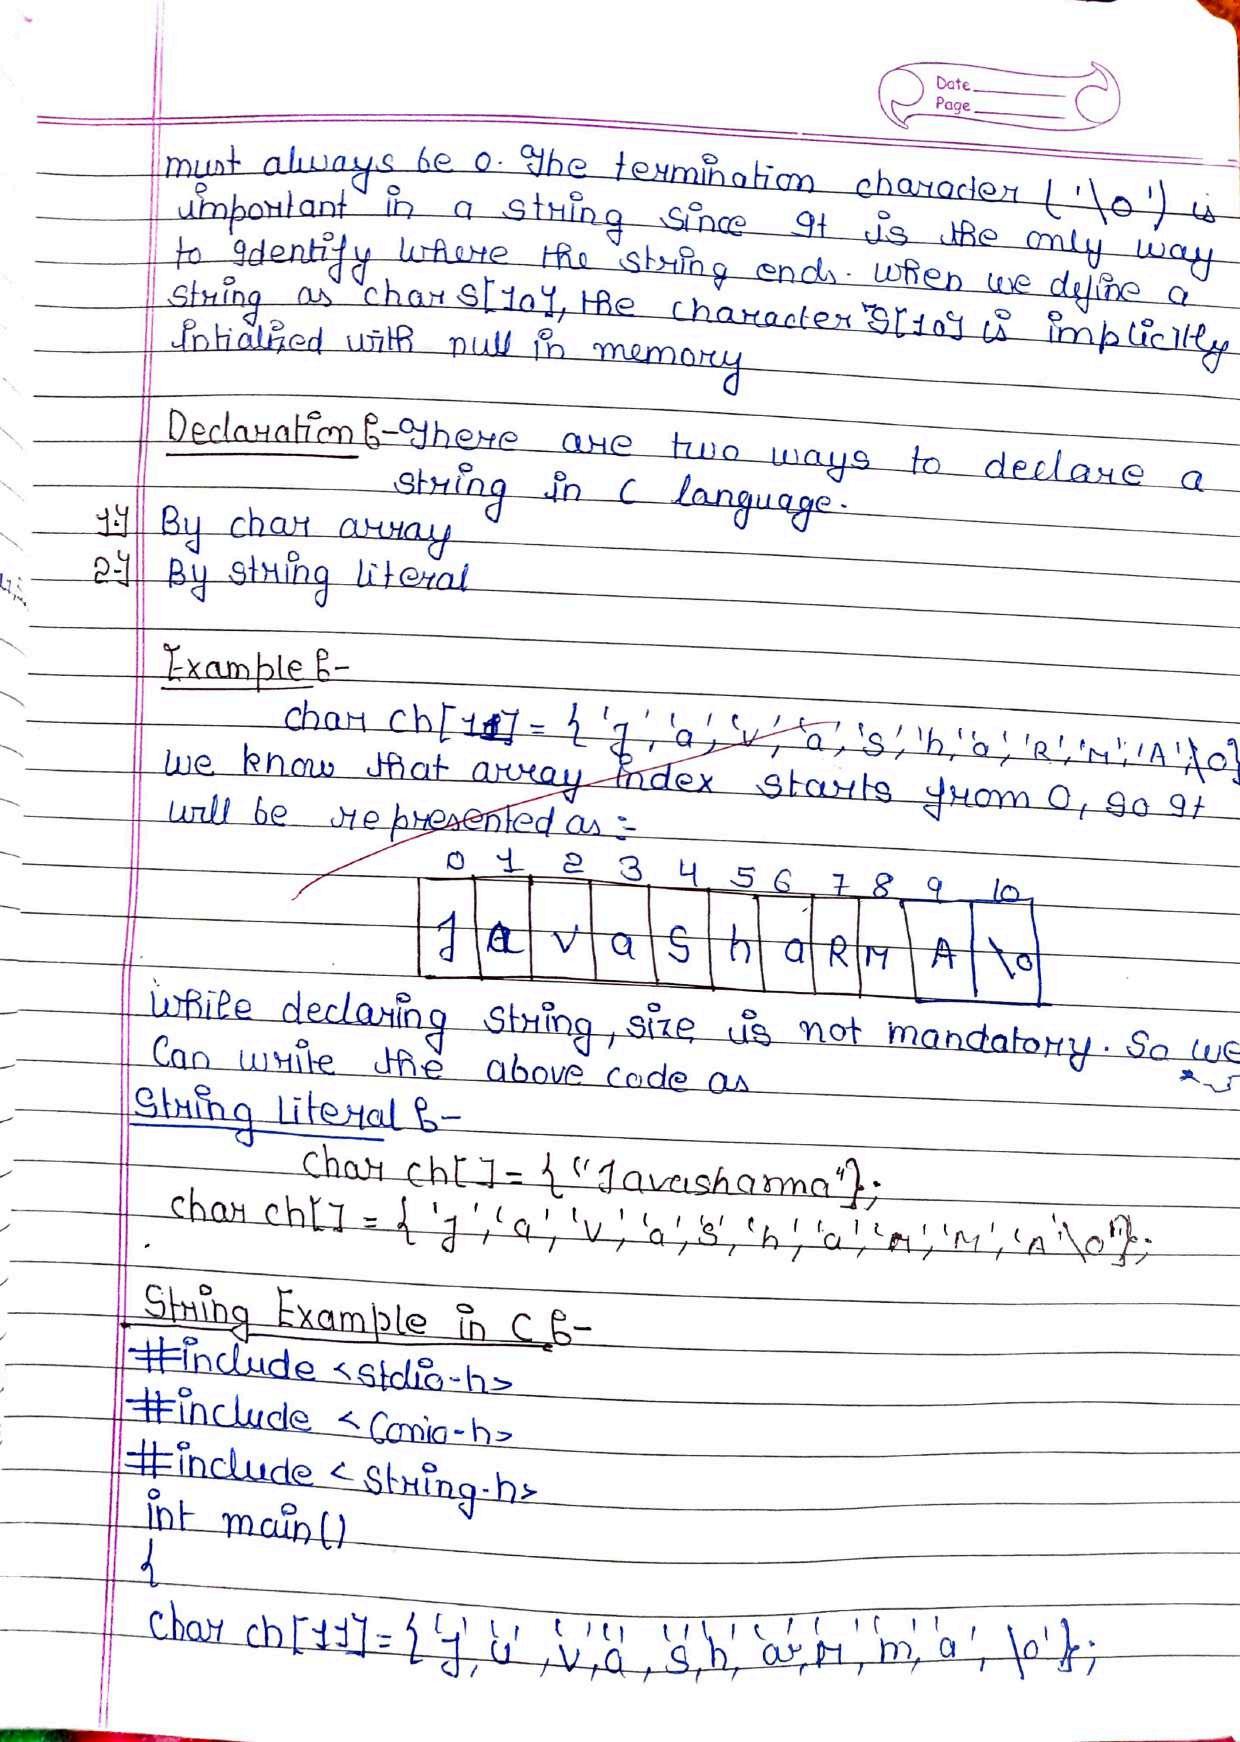 Date
Page
must always be 0. The termination character ('\0') is
important in a string since It is the only way
to Identify where the string ends. when we define a
string as char S[10], the character S[10] is implicitly
intialized with null in memory
Declaration :- There are two ways to declare a
string in C language.
1.) By char array
2.) By string literal
Example :-
char ch[11] = { 'J', 'a', 'v', 'a', 's', 'h', 'a', 'R', 'M', 'A' '\0'}
we know that array index starts from 0, so It
will be represented as :-
0 1 2 3 4 5 6 7 8 9 10
J a v a S h a R M A \0
While declaring string, size is not mandatory. So we
Can write the above code as
String Literal :-
char ch[ ] = { "Javasharma"};
char ch[ ] = { 'J', 'a', 'v', 'a', 's', 'h', 'a', 'R', 'M', 'A' '\0'};
String Example in C :-
#include <stdio.h>
#include <Conio.h>
#include <string.h>
int main()
{
char ch[11] = { 'J', 'a', 'v', 'a', 's', 'h', 'a', 'r', 'm', 'a', '\0'};